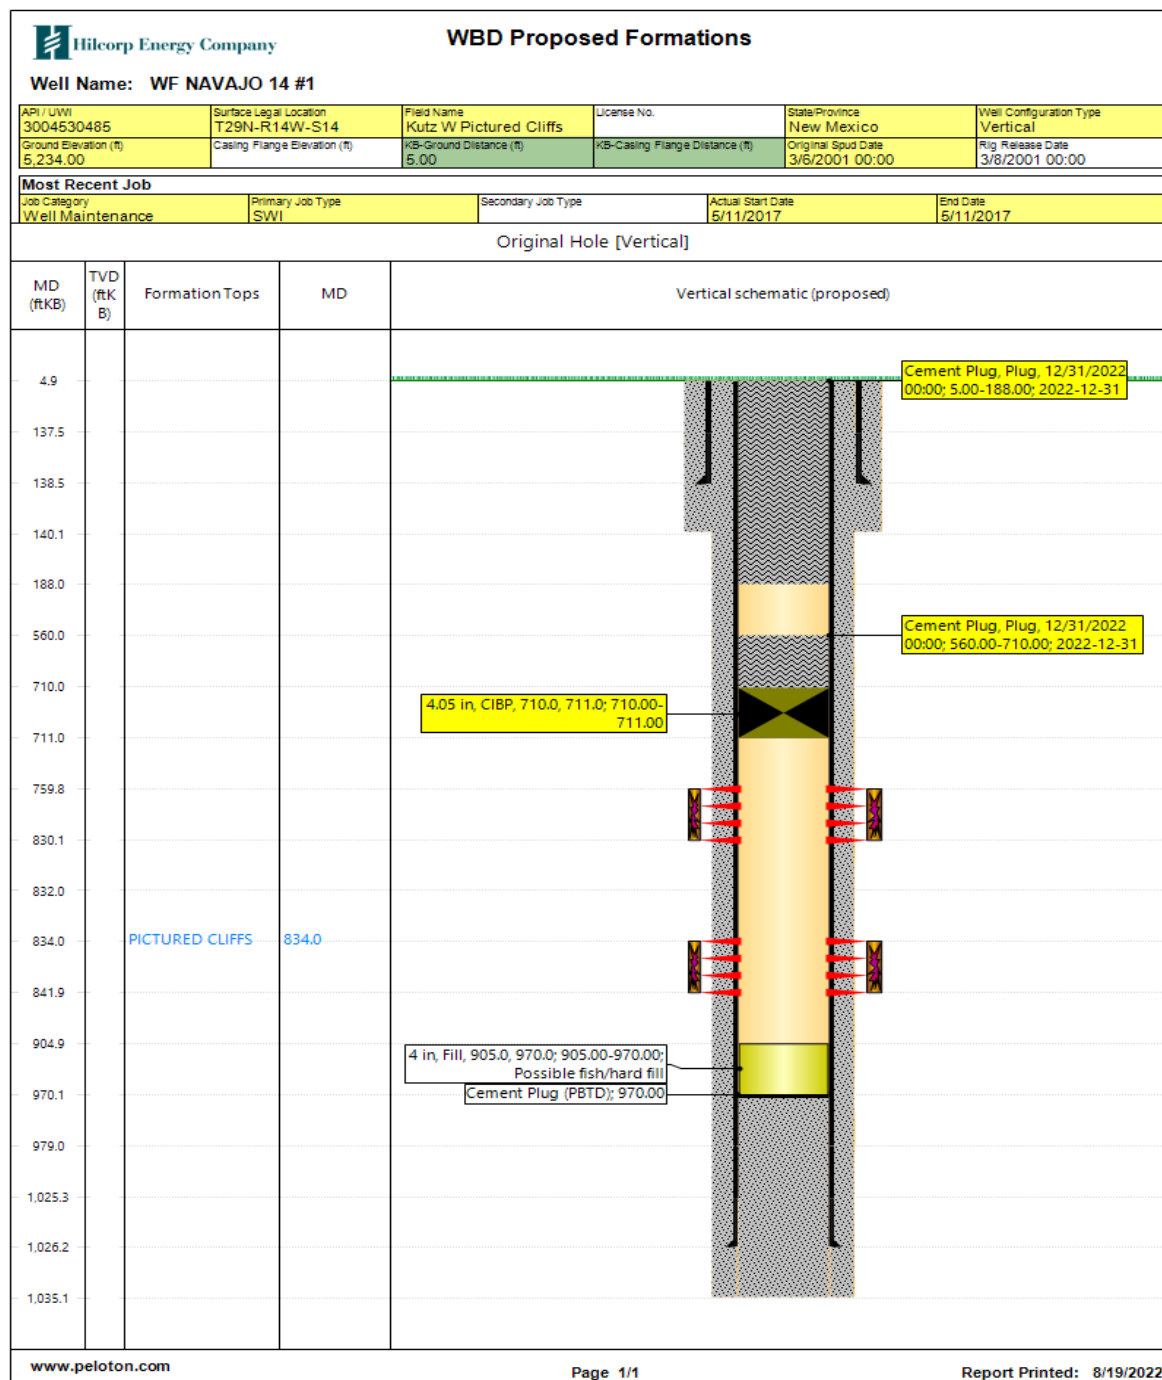 Hilcorp Energy Company
WBD Proposed Formations
Well Name: WF NAVAJO 14 #1
API / UWI
3004530485
Surface Legal Location
T29N-R14W-S14
Field Name
Kutz W Pictured Cliffs
License No.
State/Province
New Mexico
Well Configuration Type
Vertical
Ground Elevation (ft)
5,234.00
Casing Flange Elevation (ft)
KB-Ground Distance (ft)
5.00
KB-Casing Flange Distance (ft)
Original Spud Date
3/6/2001 00:00
Rig Release Date
3/8/2001 00:00
Most Recent Job
Job Category
Well Maintenance
Primary Job Type
SWI
Secondary Job Type
Actual Start Date
5/11/2017
End Date
5/11/2017
Original Hole [Vertical]
MD
(ftKB)
TVD
(ftK
B)
Formation Tops
MD
Vertical schematic (proposed)
4.9
Cement Plug, Plug, 12/31/2022
00:00; 5.00-188.00; 2022-12-31
137.5
138.5
140.1
188.0
560.0
Cement Plug, Plug, 12/31/2022
00:00; 560.00-710.00; 2022-12-31
710.0
4.05 in, CIBP, 710.0, 711.0; 710.00-
711.00
711.0
759.8
830.1
832.0
834.0
PICTURED CLIFFS
834.0
841.9
904.9
4 in, Fill, 905.0, 970.0; 905.00-970.00;
Possible fish/hard fill
Cement Plug (PBTD); 970.00
970.1
979.0
1,025.3
1,026.2
1,035.1
www.peloton.com
Page 1/1
Report Printed: 8/19/2022